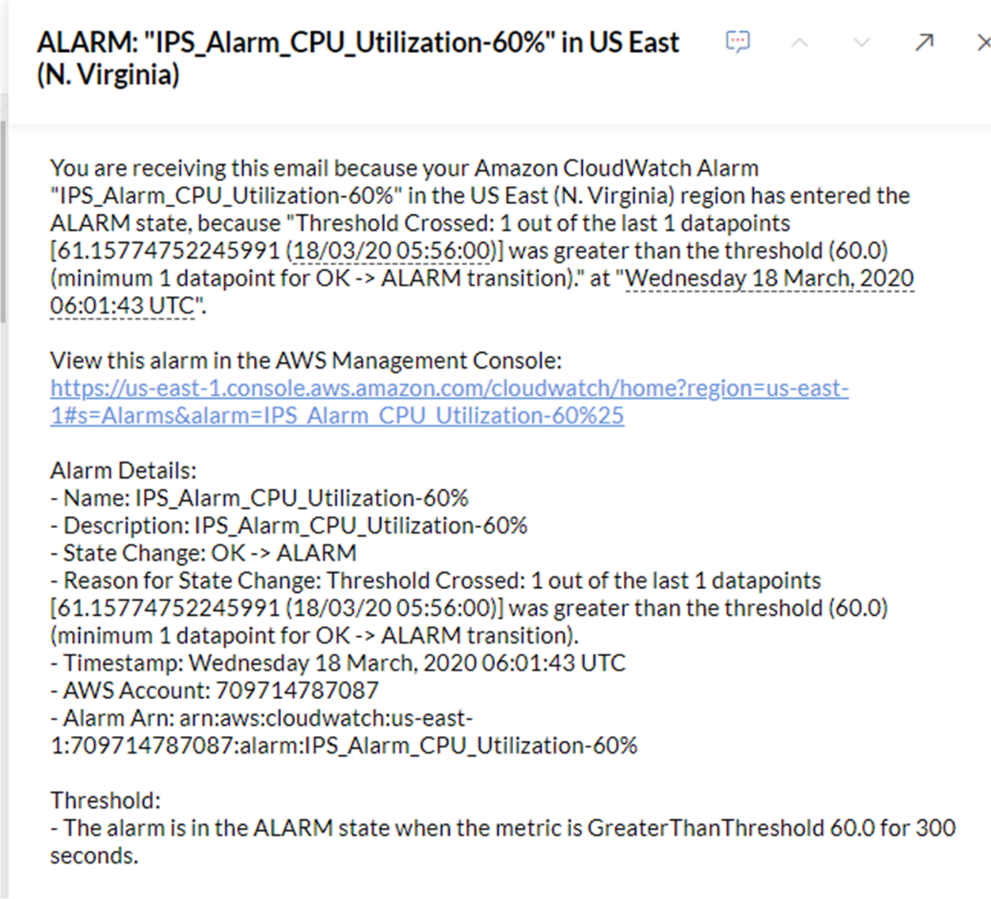 ALARM: "IPS_Alarm_CPU_Utilization-60%" in US East
(N. Virginia)
You are receiving this email because your Amazon CloudWatch Alarm
"IPS_Alarm_CPU_Utilization-60%" in the US East (N. Virginia) region has entered the
ALARM state, because "Threshold Crossed: 1 out of the last 1 datapoints
[61.15774752245991 (18/03/20 05:56:00)] was greater than the threshold (60.0)
(minimum 1 datapoint for OK -> ALARM transition)." at "Wednesday 18 March, 2020
06:01:43 UTC".
View this alarm in the AWS Management Console:
https://us-east-1.console.aws.amazon.com/cloudwatch/home?region=us-east-
1#s=Alarms&alarm=IPS_Alarm_CPU_Utilization-60%25
Alarm Details:
- Name: IPS_Alarm_CPU_Utilization-60%
- Description: IPS_Alarm_CPU_Utilization-60%
- State Change: OK -> ALARM
- Reason for State Change: Threshold Crossed: 1 out of the last 1 datapoints
[61.15774752245991 (18/03/20 05:56:00)] was greater than the threshold (60.0)
(minimum 1 datapoint for OK -> ALARM transition).
- Timestamp: Wednesday 18 March, 2020 06:01:43 UTC
- AWS Account: 709714787087
- Alarm Arn: arn:aws:cloudwatch:us-east-
1:709714787087:alarm:IPS_Alarm_CPU_Utilization-60%
Threshold:
- The alarm is in the ALARM state when the metric is GreaterThanThreshold 60.0 for 300
seconds.